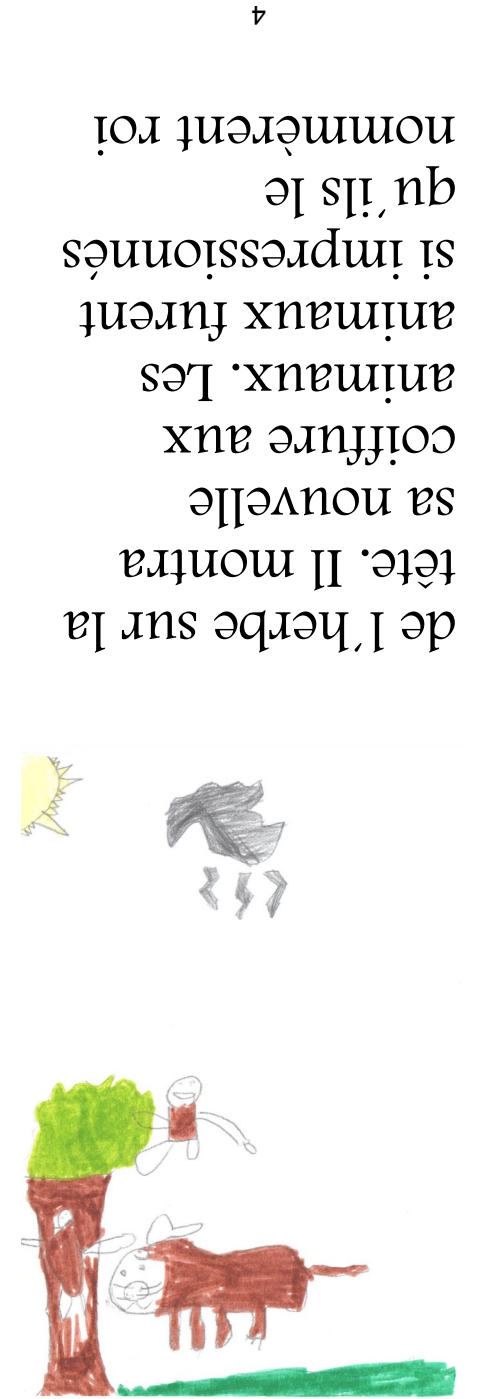 de l'herbe sur la
tête. Il montra
sa nouvelle
coiffure aux
animaux. Les
animaux furent
si impressionnés
qu'ils le
nommèrent roi
4